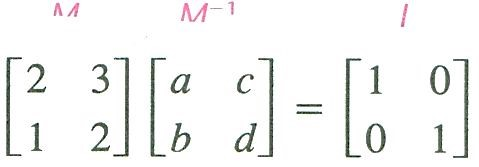 M M⁻¹ I
[2 3] [a c] = [1 0]
[1 2] [b d] [0 1]